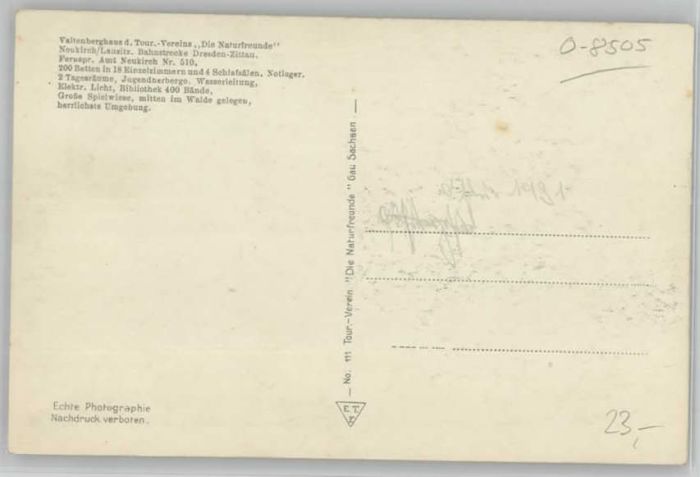 Valtenberghaus d. Tour.-Vereins „Die Naturfreunde"
Neukirch/Lausitz. Bahnstrecke Dresden-Zittau.
Fernspr. Amt Neukirch Nr. 510,
200 Betten in 18 Einzelzimmern und 4 Schlafsälen, Notlager.
2 Tagesräume, Jugendherberge. Wasserleitung,
Elektr. Licht, Bibliothek 400 Bände,
Große Spielwiese, mitten im Walde gelegen,
herrlichste Umgebung.
O-8505
No. 111 Tour.-Verein "Die Naturfreunde" Gau Sachsen
E.T.
Echte Photographie
Nachdruck verboten.
23,-